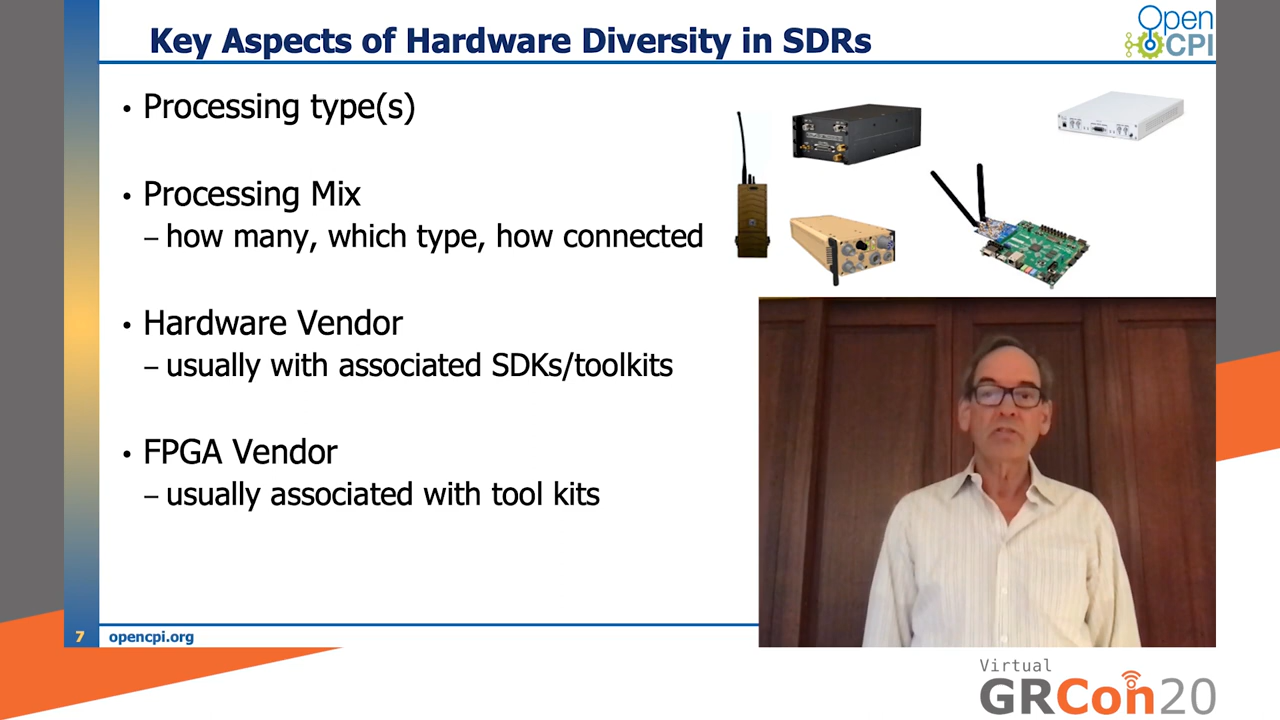 Key Aspects of Hardware Diversity in SDRs
Open
CPI
• Processing type(s)
• Processing Mix
– how many, which type, how connected
• Hardware Vendor
– usually with associated SDKs/toolkits
• FPGA Vendor
– usually associated with tool kits
7 opencpi.org
Virtual
GRCon20